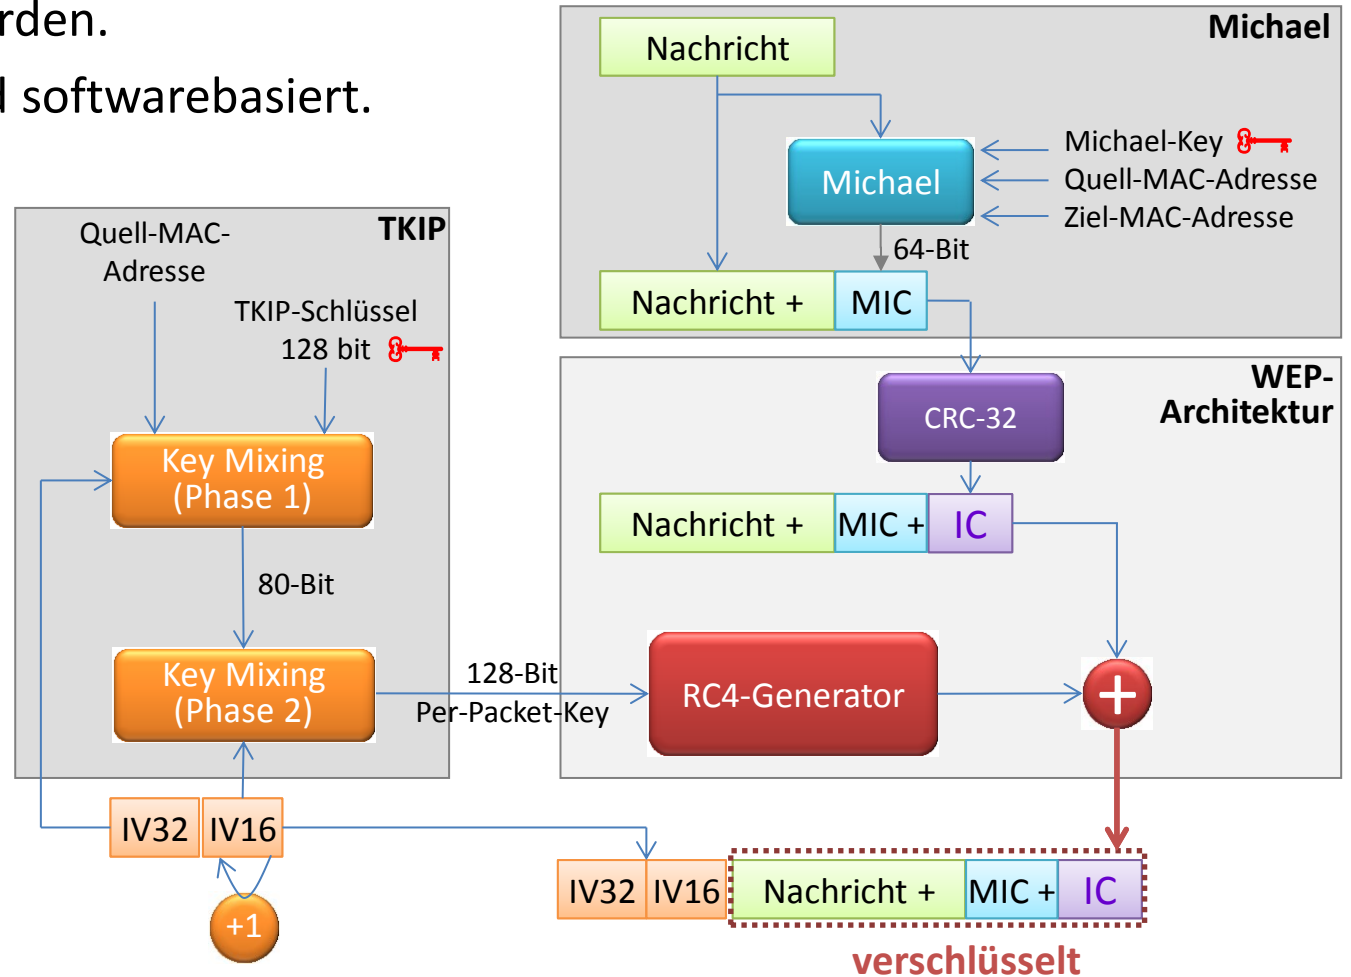 rden.
d softwarebasiert.
Michael
Nachricht
Michael
Michael-Key
Quell-MAC-Adresse
Ziel-MAC-Adresse
64-Bit
Nachricht +
MIC
TKIP
Quell-MAC-
Adresse
TKIP-Schlüssel
128 bit
Key Mixing
(Phase 1)
80-Bit
Key Mixing
(Phase 2)
128-Bit
Per-Packet-Key
WEP-
Architektur
CRC-32
Nachricht +
MIC +
IC
RC4-Generator
+
IV32
IV16
+1
IV32
IV16
Nachricht +
MIC +
IC
verschlüsselt